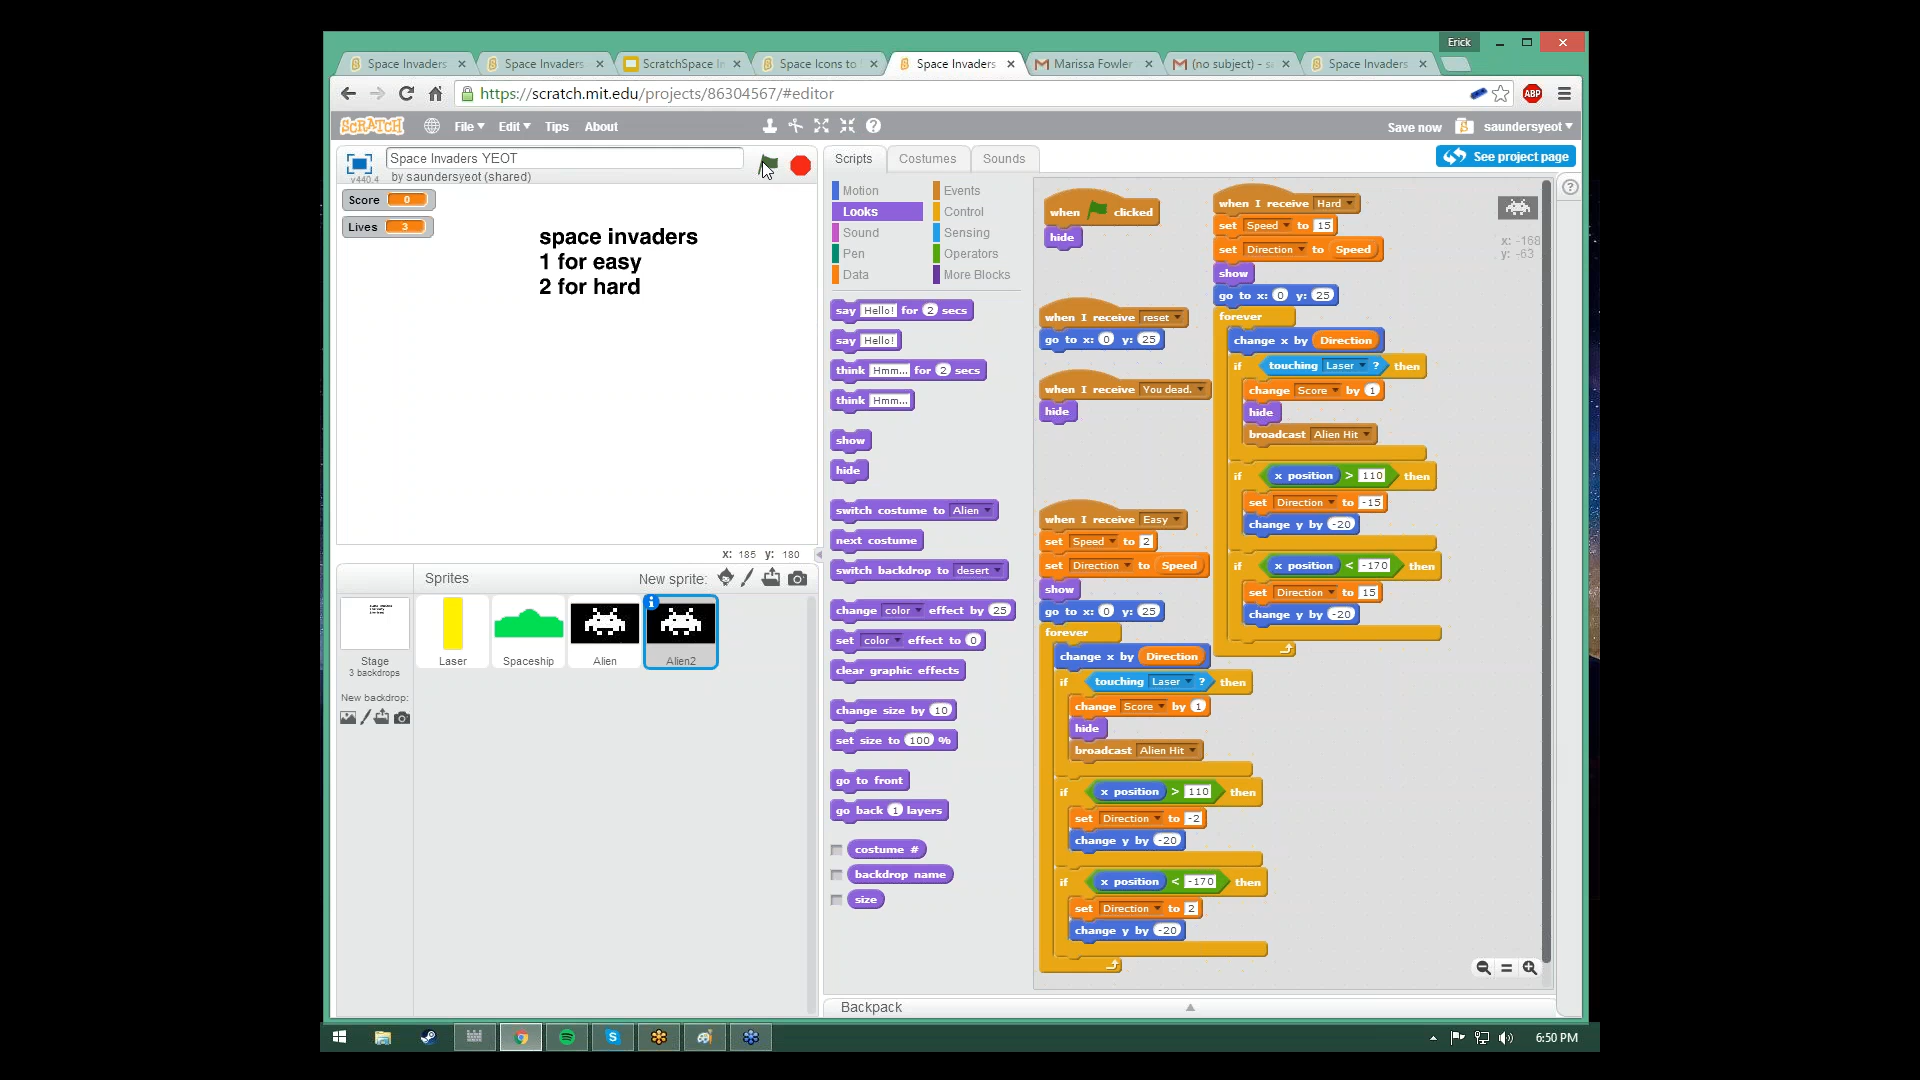 Erick
Space Invaders
Space Invaders
ScratchSpace In
Space Icons to
Space Invaders
Marissa Fowler
(no subject) - s
Space Invaders
https://scratch.mit.edu/projects/86304567/#editor
ABP
SCRATCH
File
Edit
Tips
About
Save now
saundersyeot
Space Invaders YEOT
by saundersyeot (shared)
v440.4
Scripts
Costumes
Sounds
See project page
Score 0
Lives 3
space invaders
1 for easy
2 for hard
x: 185 y: 180
Sprites
New sprite:
Stage
3 backdrops
New backdrop:
Laser
Spaceship
Alien
Alien2
Motion
Looks
Sound
Pen
Data
Events
Control
Sensing
Operators
More Blocks
say Hello! for 2 secs
say Hello!
think Hmm... for 2 secs
think Hmm...
show
hide
switch costume to Alien
next costume
switch backdrop to desert
change color effect by 25
set color effect to 0
clear graphic effects
change size by 10
set size to 100 %
go to front
go back 1 layers
costume #
backdrop name
size
when clicked
hide
when I receive reset
go to x: 0 y: 25
when I receive You dead.
hide
when I receive Easy
set Speed to 2
set Direction to Speed
show
go to x: 0 y: 25
forever
change x by Direction
if touching Laser ? then
change Score by 1
hide
broadcast Alien Hit
if x position > 110 then
set Direction to -2
change y by -20
if x position < -170 then
set Direction to 2
change y by -20
when I receive Hard
set Speed to 15
set Direction to Speed
show
go to x: 0 y: 25
forever
change x by Direction
if touching Laser ? then
change Score by 1
hide
broadcast Alien Hit
if x position > 110 then
set Direction to -15
change y by -20
if x position < -170 then
set Direction to 15
change y by -20
x: -168
y: -63
Backpack
6:50 PM